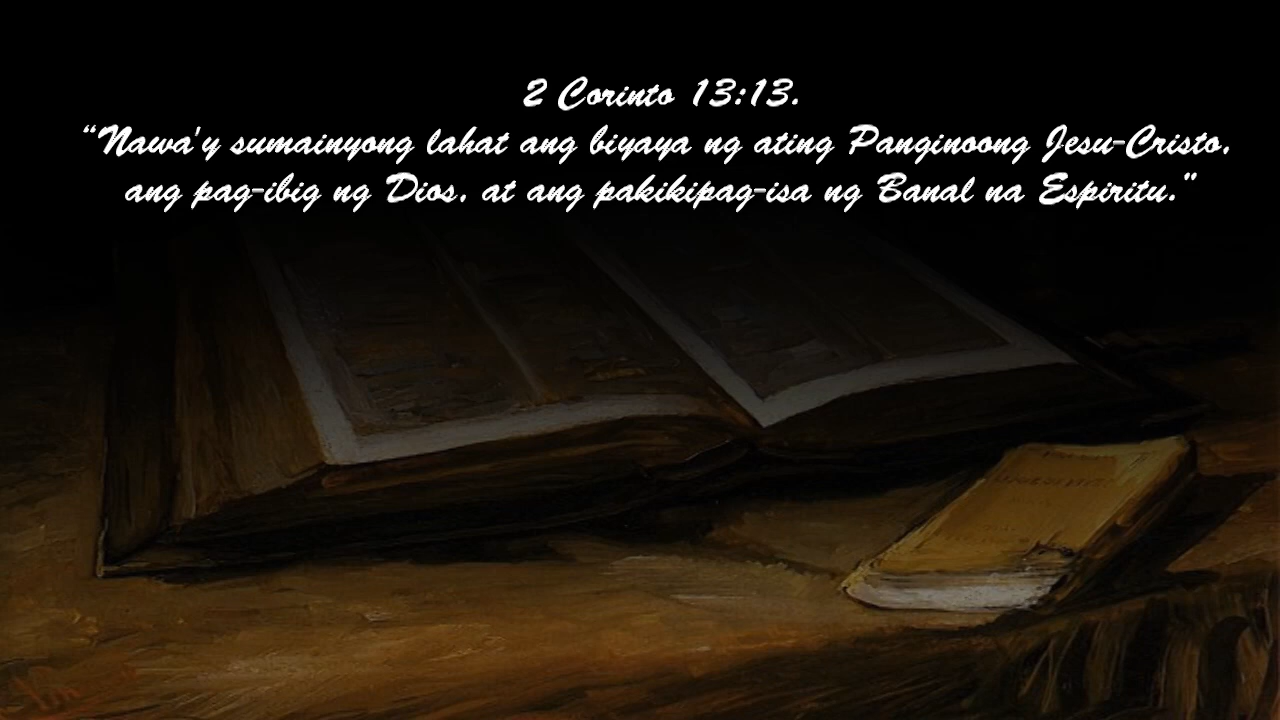 2 Corinto 13:13.
“Nawa'y sumainyong lahat ang biyaya ng ating Panginoong Jesu-Cristo,
ang pag-ibig ng Dios, at ang pakikipag-isa ng Banal na Espiritu.”